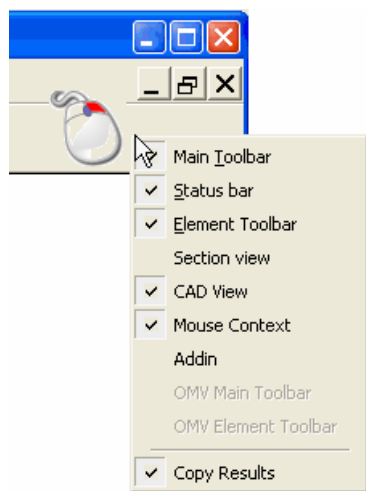 Main Toolbar
Status bar
Element Toolbar
Section view
CAD View
Mouse Context
Addin
OMV Main Toolbar
OMV Element Toolbar
Copy Results